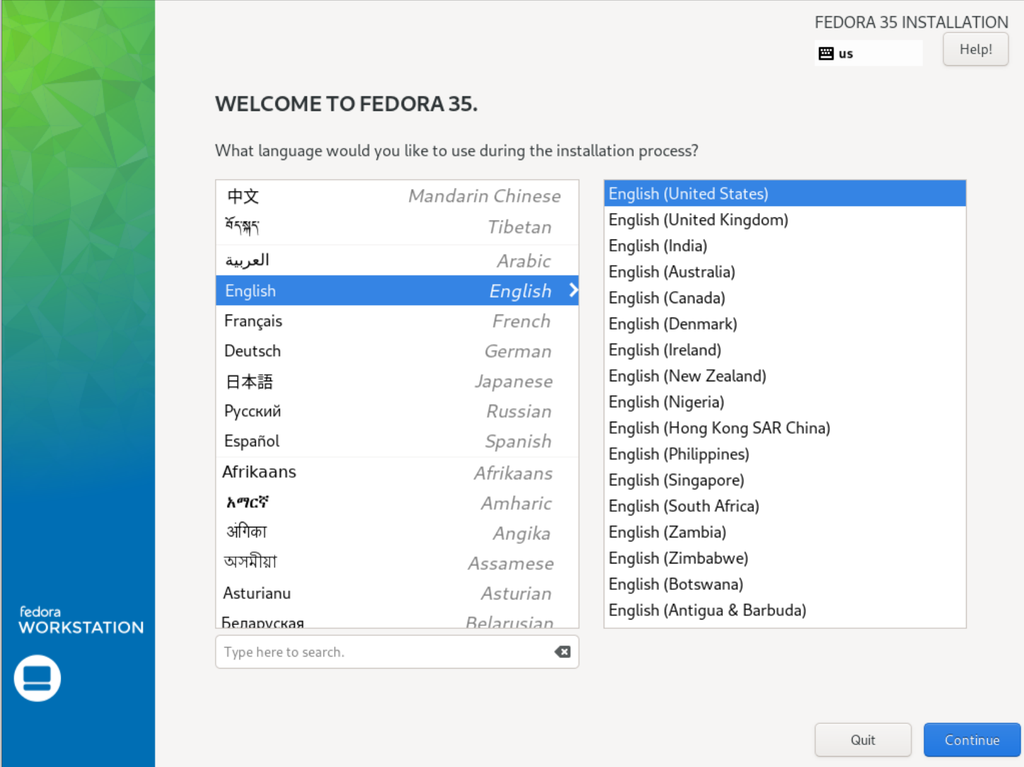 FEDORA 35 INSTALLATION
us
Help!
WELCOME TO FEDORA 35.
What language would you like to use during the installation process?
中文 Mandarin Chinese
བོད་སྐད་ Tibetan
العربية Arabic
English English
Français French
Deutsch German
日本語 Japanese
Русский Russian
Español Spanish
Afrikaans Afrikaans
አማርኛ Amharic
अंगिका Angika
অসমীয়া Assamese
Asturianu Asturian
Беларуская Belarusian
Type here to search.
English (United States)
English (United Kingdom)
English (India)
English (Australia)
English (Canada)
English (Denmark)
English (Ireland)
English (New Zealand)
English (Nigeria)
English (Hong Kong SAR China)
English (Philippines)
English (Singapore)
English (South Africa)
English (Zambia)
English (Zimbabwe)
English (Botswana)
English (Antigua & Barbuda)
fedora
WORKSTATION
Quit
Continue